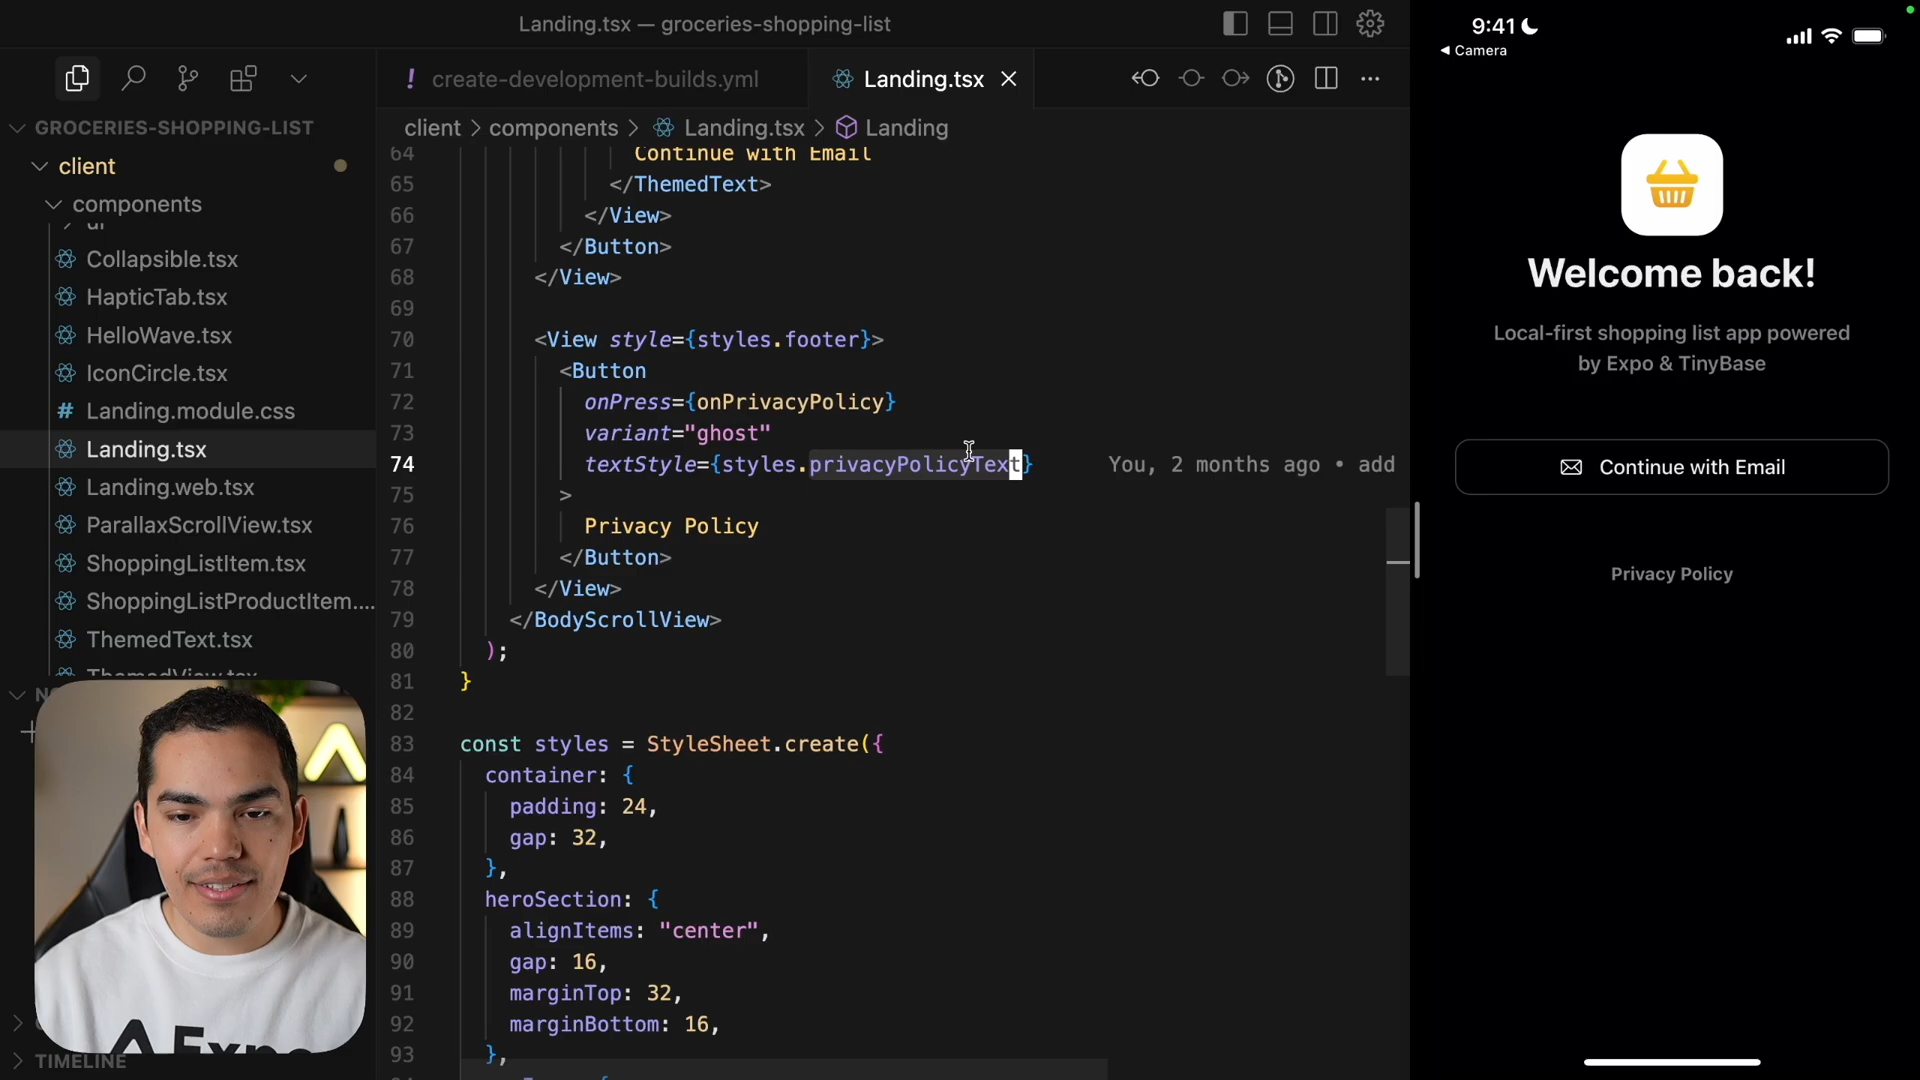 Landing.tsx — groceries-shopping-list
GROCERIES-SHOPPING-LIST
client
components
Collapsible.tsx
HapticTab.tsx
HelloWave.tsx
IconCircle.tsx
# Landing.module.css
Landing.tsx
Landing.web.tsx
ParallaxScrollView.tsx
ShoppingListItem.tsx
ShoppingListProductItem....
ThemedText.tsx
ThemedView.tsx
TIMELINE
! create-development-builds.yml
Landing.tsx
client > components > Landing.tsx > Landing
64 Continue with Email
65 </ThemedText>
66 </View>
67 </Button>
68 </View>
69
70 <View style={styles.footer}>
71 <Button
72 onPress={onPrivacyPolicy}
73 variant="ghost"
74 textStyle={styles.privacyPolicyText} You, 2 months ago • add
75 >
76 Privacy Policy
77 </Button>
78 </View>
79 </BodyScrollView>
80 );
81 }
82
83 const styles = StyleSheet.create({
84 container: {
85 padding: 24,
86 gap: 32,
87 },
88 heroSection: {
89 alignItems: "center",
90 gap: 16,
91 marginTop: 32,
92 marginBottom: 16,
93 },
9:41
Camera
Welcome back!
Local-first shopping list app powered
by Expo & TinyBase
Continue with Email
Privacy Policy